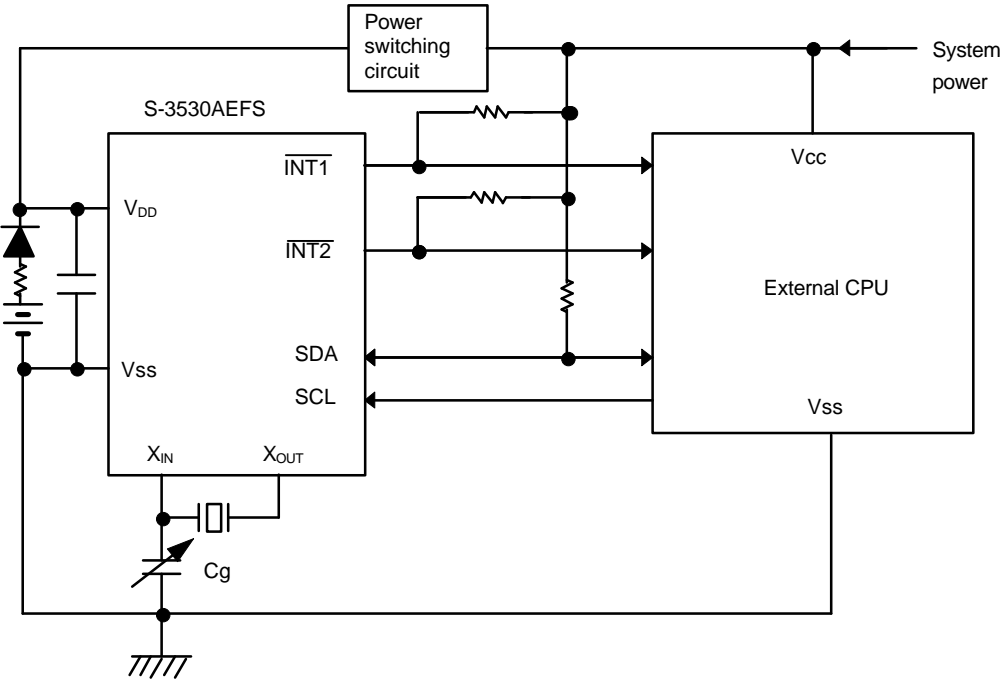 Power
switching
circuit
System
power
S-3530AEFS
INT1
Vcc
VDD
INT2
External CPU
SDA
Vss
SCL
Vss
XIN
XOUT
Cg